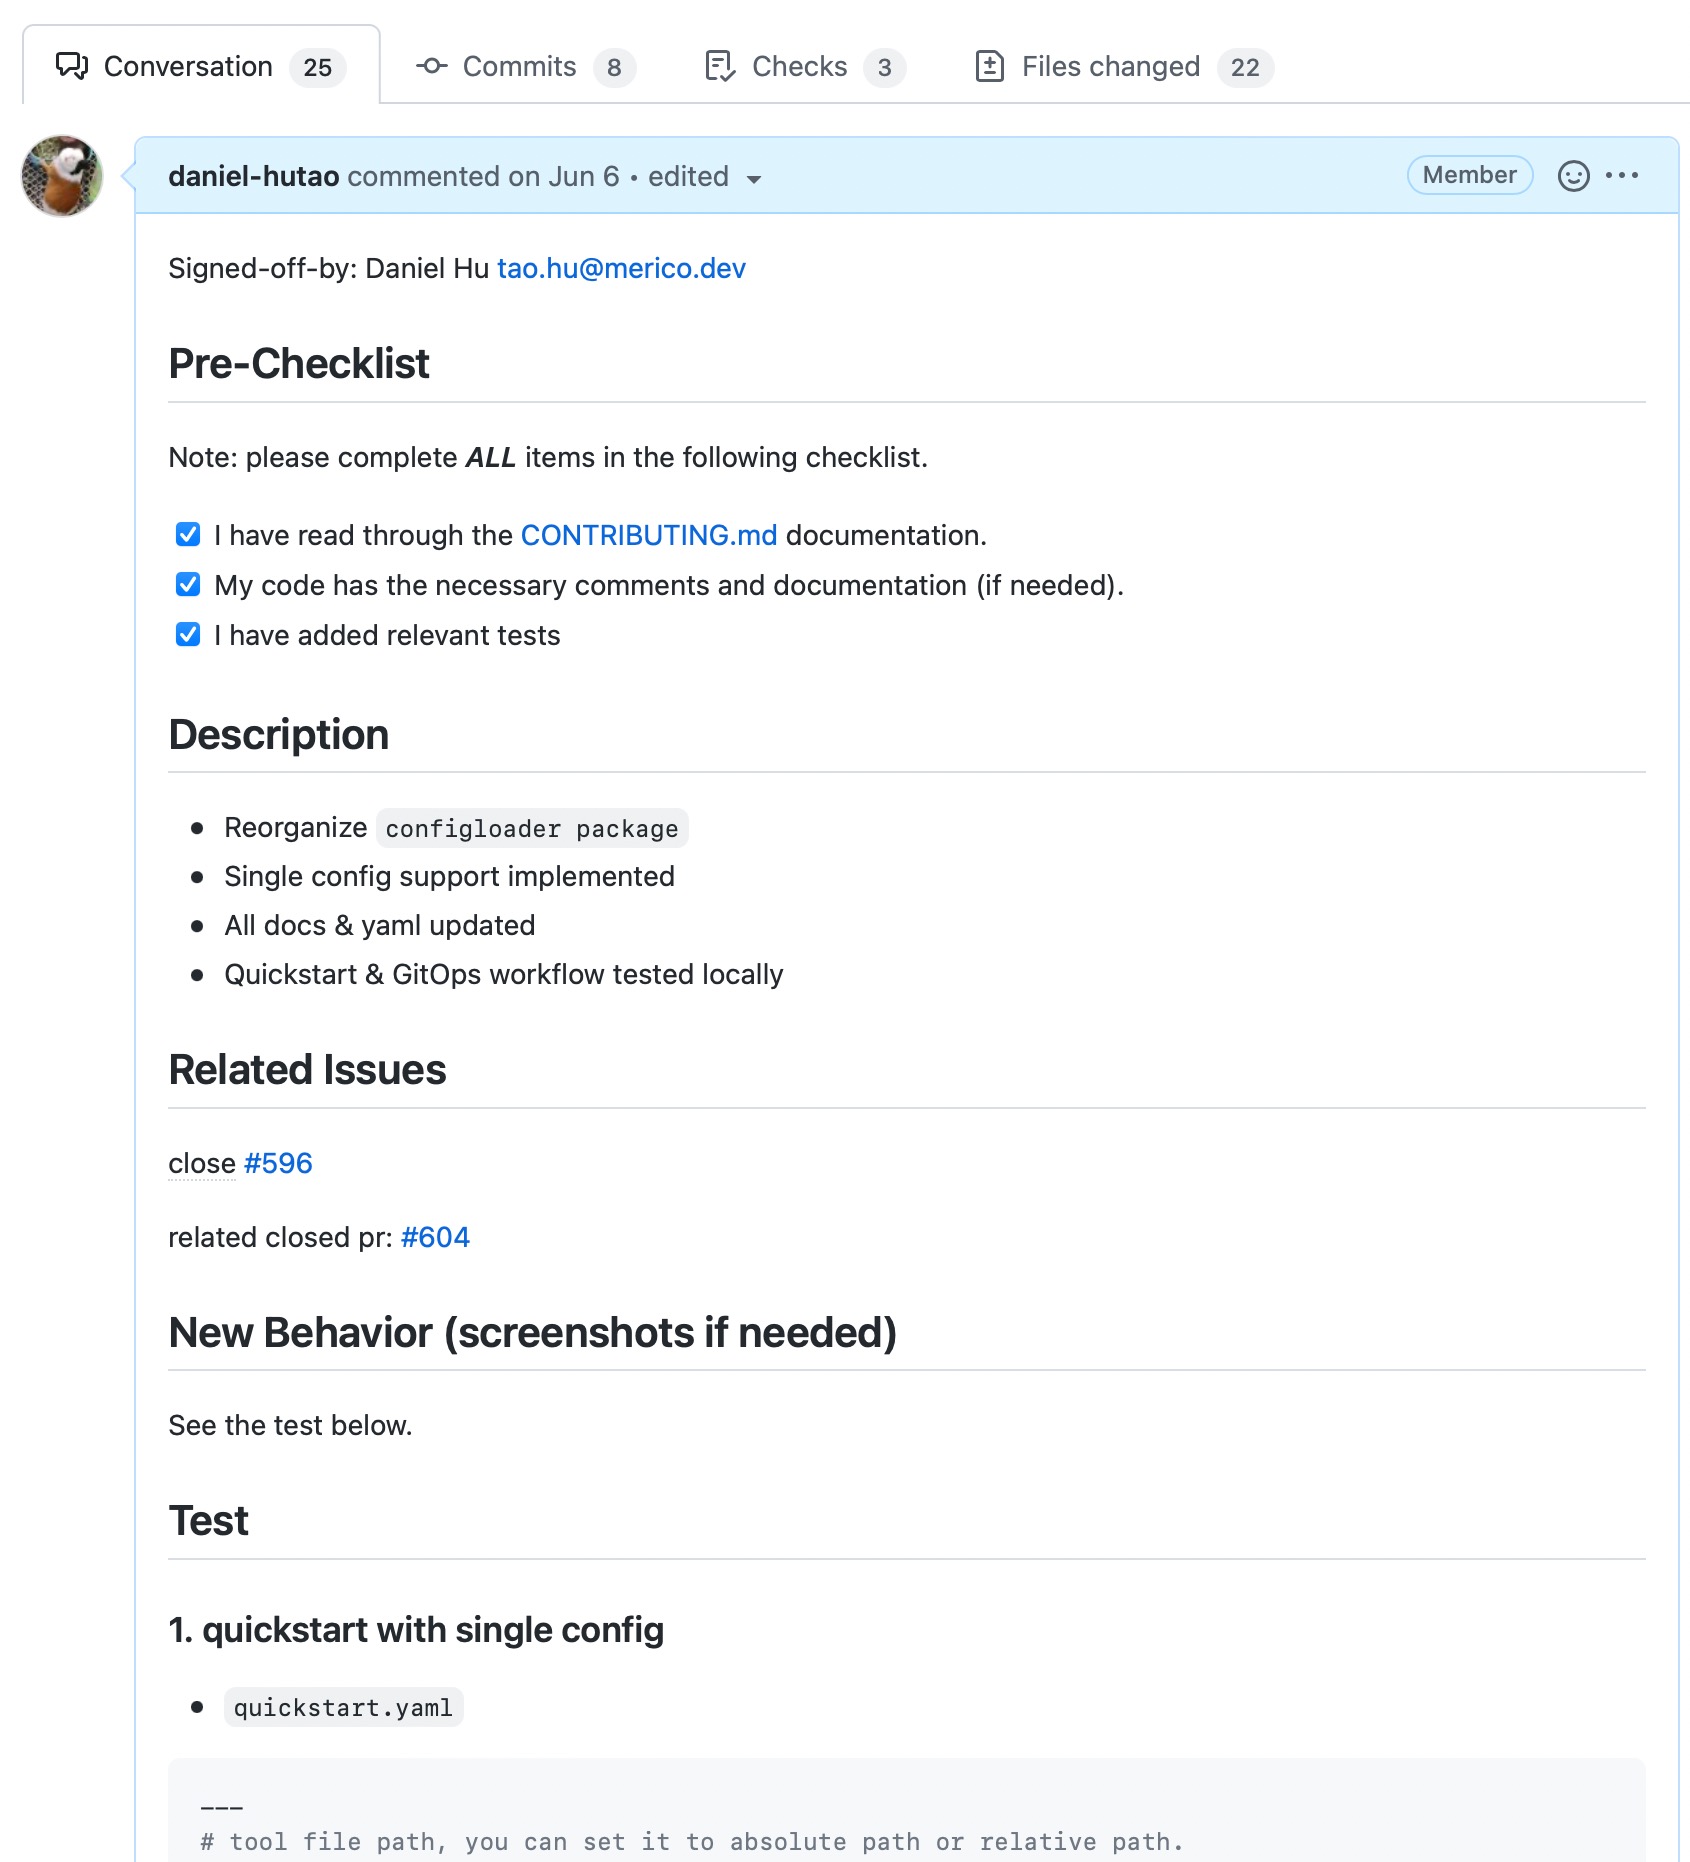 Conversation 25 Commits 8 Checks 3 Files changed 22
daniel-hutao commented on Jun 6 • edited Member
Signed-off-by: Daniel Hu tao.hu@merico.dev
Pre-Checklist
Note: please complete ALL items in the following checklist.
I have read through the CONTRIBUTING.md documentation.
My code has the necessary comments and documentation (if needed).
I have added relevant tests
Description
• Reorganize configloader package
• Single config support implemented
• All docs & yaml updated
• Quickstart & GitOps workflow tested locally
Related Issues
close #596
related closed pr: #604
New Behavior (screenshots if needed)
See the test below.
Test
1. quickstart with single config
• quickstart.yaml
---
# tool file path, you can set it to absolute path or relative path.